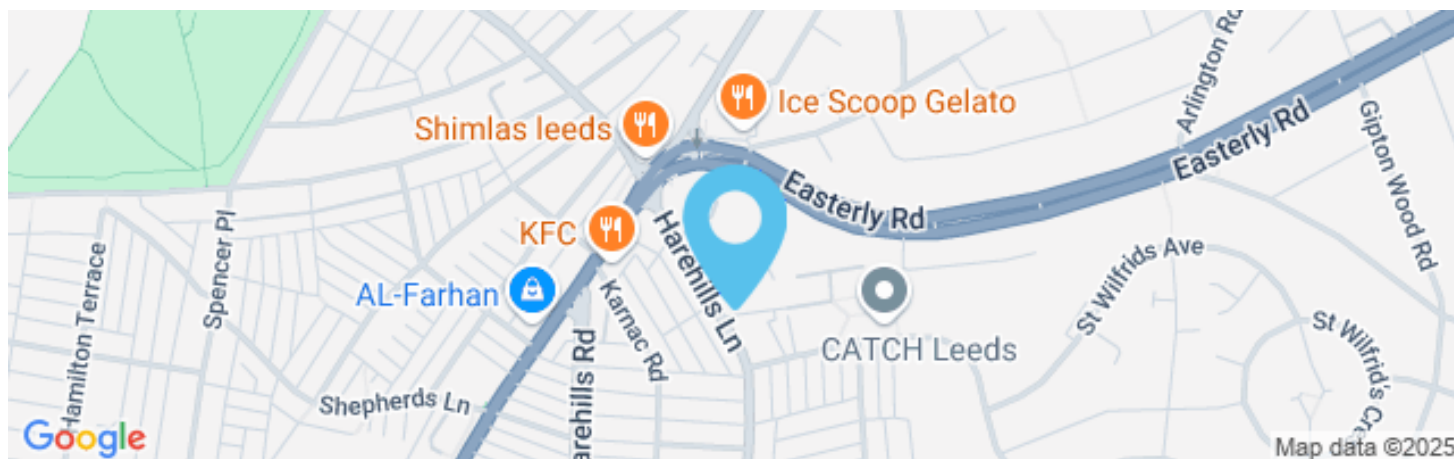 Ice Scoop Gelato
Shimlas leeds
Arlington Rd
Easterly Rd
Gipton Wood Rd
Easterly Rd
KFC
Harehills Ln
AL-Farhan
Karnac Rd
Harehills Rd
Hamilton Terrace
Spencer Pl
Shepherds Ln
CATCH Leeds
St Wilfrids Ave
St Wilfrid's Cre
Google
Map data ©2025